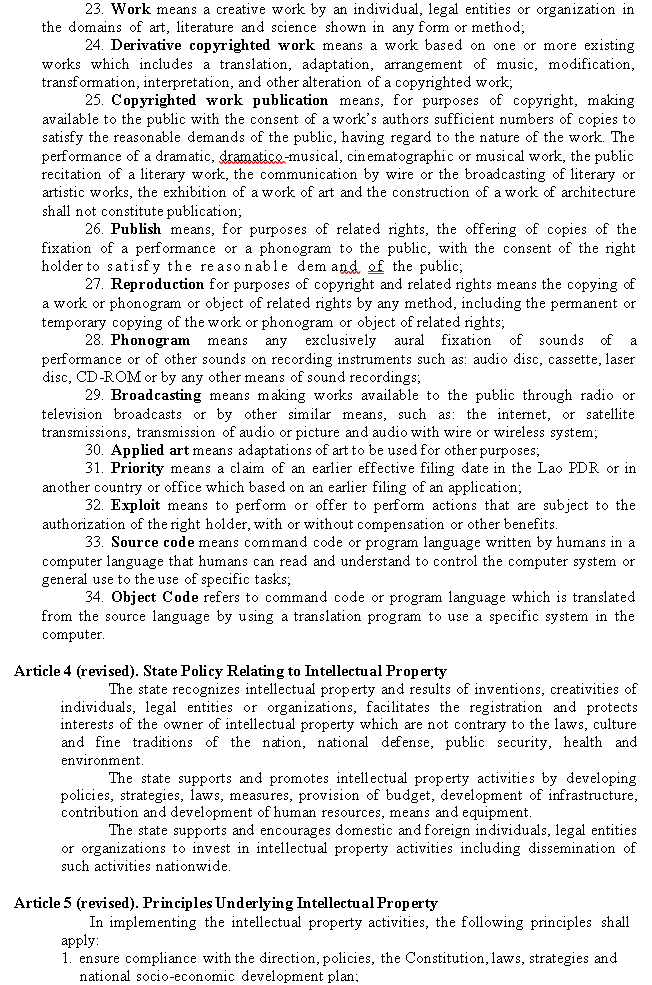 23. Work means a creative work by an individual, legal entities or organization in
the domains of art, literature and science shown in any form or method;
24. Derivative copyrighted work means a work based on one or more existing
works which includes a translation, adaptation, arrangement of music, modification,
transformation, interpretation, and other alteration of a copyrighted work;
25. Copyrighted work publication means, for purposes of copyright, making
available to the public with the consent of a work's authors sufficient numbers of copies to
satisfy the reasonable demands of the public, having regard to the nature of the work. The
performance of a dramatic, dramatico-musical, cinematographic or musical work, the public
recitation of a literary work, the communication by wire or the broadcasting of literary or
artistic works, the exhibition of a work of art and the construction of a work of architecture
shall not constitute publication;
26. Publish means, for purposes of related rights, the offering of copies of the
fixation of a performance or a phonogram to the public, with the consent of the right
holder to satisfy the reasonable demand of the public;
27. Reproduction for purposes of copyright and related rights means the copying of
a work or phonogram or object of related rights by any method, including the permanent or
temporary copying of the work or phonogram or object of related rights;
28. Phonogram means any exclusively aural fixation of sounds of a
performance or of other sounds on recording instruments such as: audio disc, cassette, laser
disc, CD-ROM or by any other means of sound recordings;
29. Broadcasting means making works available to the public through radio or
television broadcasts or by other similar means, such as: the internet, or satellite
transmissions, transmission of audio or picture and audio with wire or wireless system;
30. Applied art means adaptations of art to be used for other purposes;
31. Priority means a claim of an earlier effective filing date in the Lao PDR or in
another country or office which based on an earlier filing of an application;
32. Exploit means to perform or offer to perform actions that are subject to the
authorization of the right holder, with or without compensation or other benefits.
33. Source code means command code or program language written by humans in a
computer language that humans can read and understand to control the computer system or
general use to the use of specific tasks;
34. Object Code refers to command code or program language which is translated
from the source language by using a translation program to use a specific system in the
computer.
Article 4 (revised). State Policy Relating to Intellectual Property
The state recognizes intellectual property and results of inventions, creativities of
individuals, legal entities or organizations, facilitates the registration and protects
interests of the owner of intellectual property which are not contrary to the laws, culture
and fine traditions of the nation, national defense, public security, health and
environment.
The state supports and promotes intellectual property activities by developing
policies, strategies, laws, measures, provision of budget, development of infrastructure,
contribution and development of human resources, means and equipment.
The state supports and encourages domestic and foreign individuals, legal entities
or organizations to invest in intellectual property activities including dissemination of
such activities nationwide.
Article 5 (revised). Principles Underlying Intellectual Property
In implementing the intellectual property activities, the following principles shall
apply:
1. ensure compliance with the direction, policies, the Constitution, laws, strategies and
national socio-economic development plan;